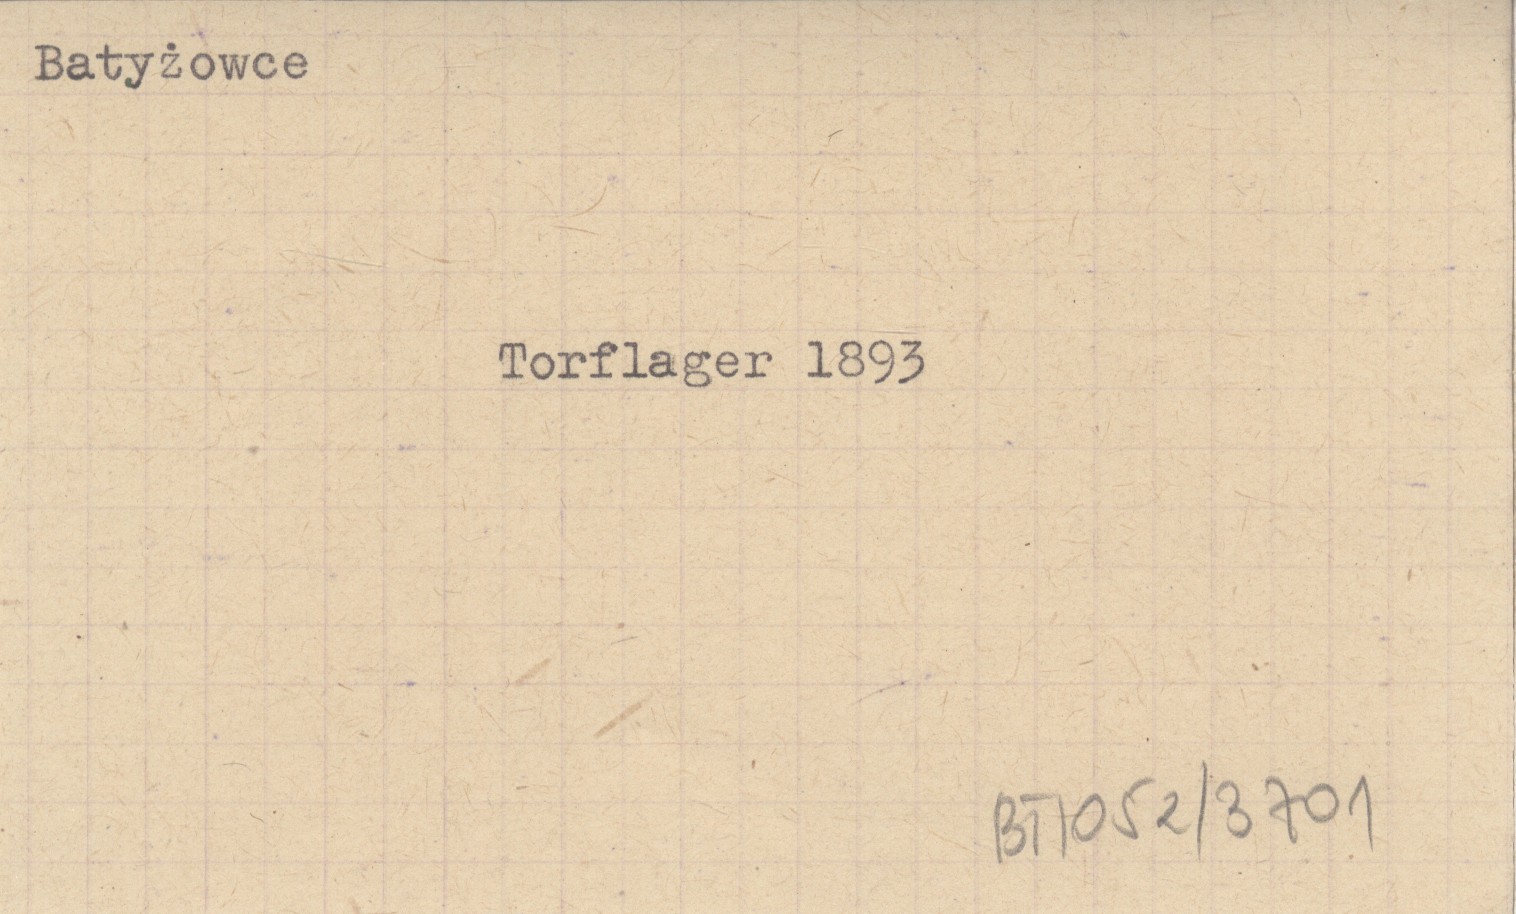 Batyżowce
Torflager 1893
BT/052/3701